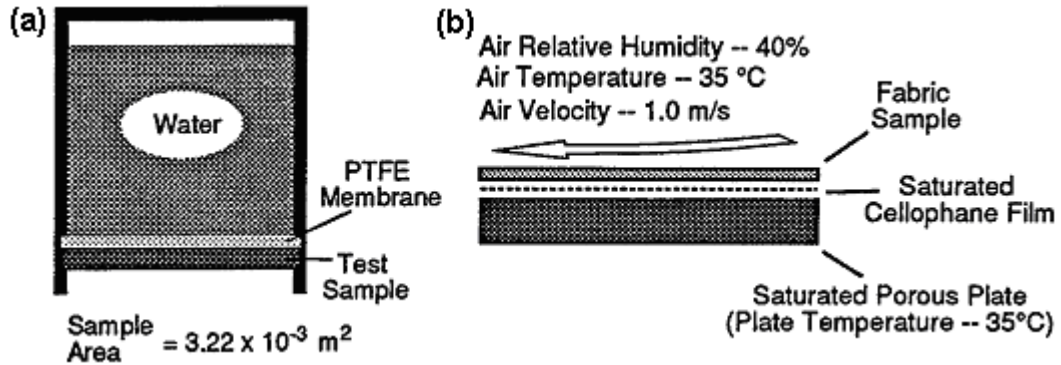 (a)
Water
PTFE
Membrane
Test
Sample
Sample
Area = 3.22 x 10⁻³ m²
(b)
Air Relative Humidity -- 40%
Air Temperature -- 35 °C
Air Velocity -- 1.0 m/s
Fabric
Sample
Saturated
Cellophane Film
Saturated Porous Plate
(Plate Temperature -- 35°C)